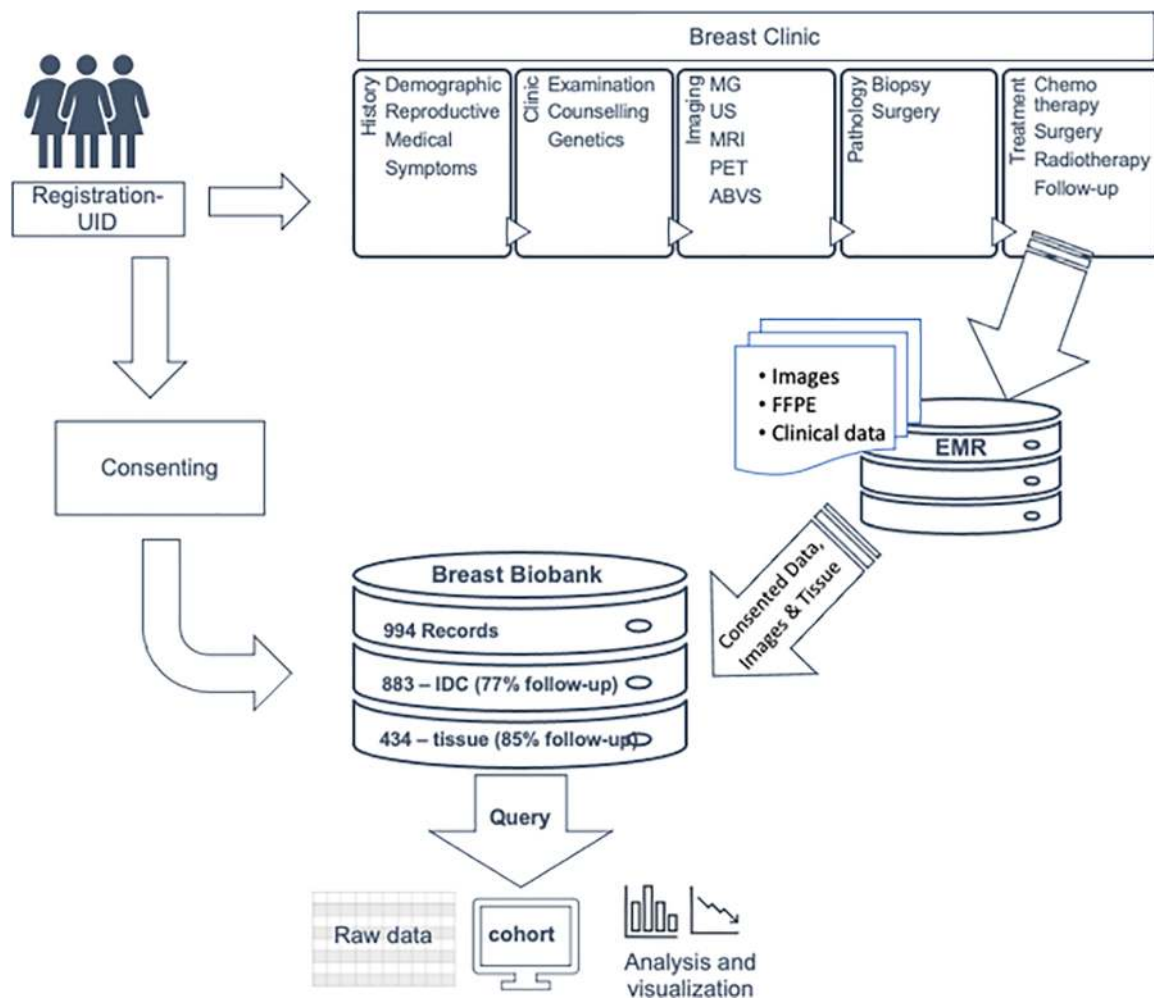 Breast Clinic
Registration-
UID
History
Demographic
Reproductive
Medical
Symptoms
Clinic
Examination
Counselling
Genetics
Imaging
MG
US
MRI
PET
ABVS
Pathology
Biopsy
Surgery
Treatment
Chemo
therapy
Surgery
Radiotherapy
Follow-up
• Images
• FFPE
• Clinical data
EMR
Consenting
Consented Data,
Images & Tissue
Breast Biobank
994 Records
883 – IDC (77% follow-up)
434 – tissue (85% follow-up)
Query
Raw data
cohort
Analysis and
visualization